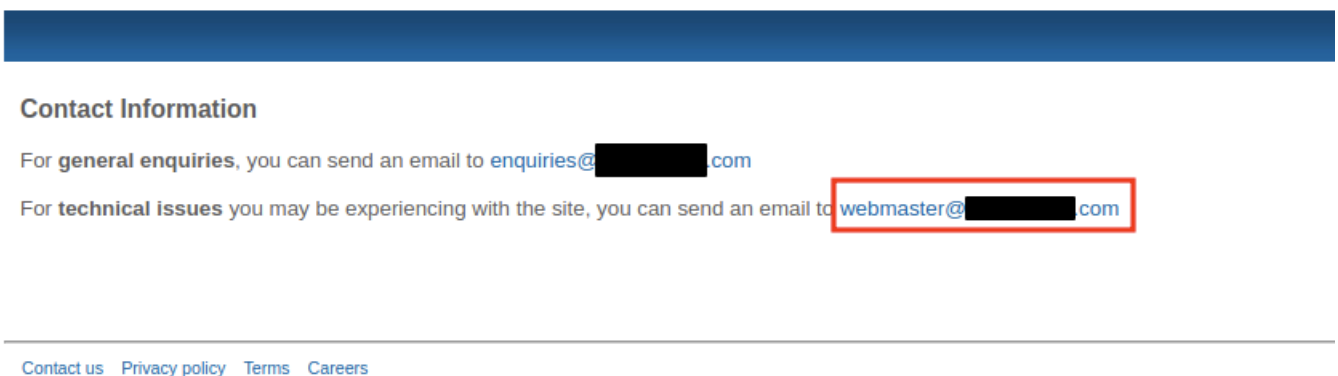 Contact Information
For general enquiries, you can send an email to enquiries@ .com
For technical issues you may be experiencing with the site, you can send an email to webmaster@ .com
Contact us Privacy policy Terms Careers